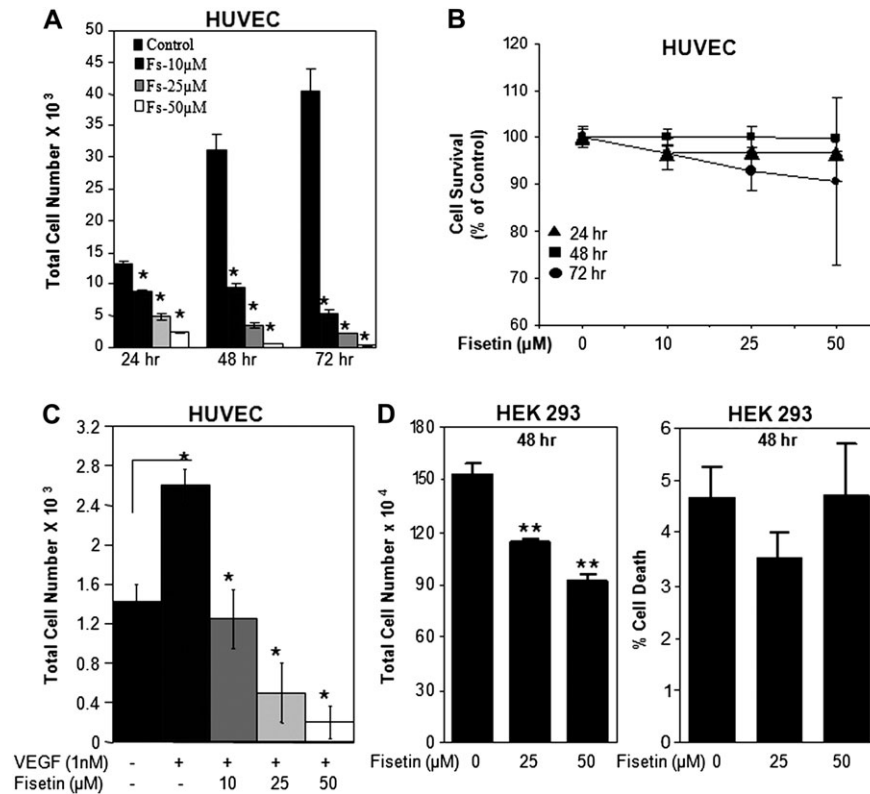 A
HUVEC
Total Cell Number X 10³
50
45
40
35
30
25
20
15
10
5
0
Control
Fs-10µM
Fs-25µM
Fs-50µM
* * *
* * *
* * *
24 hr 48 hr 72 hr
B
HUVEC
Cell Survival
(% of Control)
120
110
100
90
80
70
60
24 hr
48 hr
72 hr
Fisetin (µM) 0 10 25 50
C
HUVEC
Total Cell Number X 10³
3.2
2.8
2.4
2.0
1.6
1.2
0.8
0.4
0
* * * *
VEGF (1nM) - + + + +
Fisetin (µM) - - 10 25 50
D
HEK 293
48 hr
Total Cell Number x 10⁴
180
150
120
90
60
30
0
** **
Fisetin (µM) 0 25 50
HEK 293
48 hr
% Cell Death
6
5
4
3
2
1
0
Fisetin (µM) 0 25 50